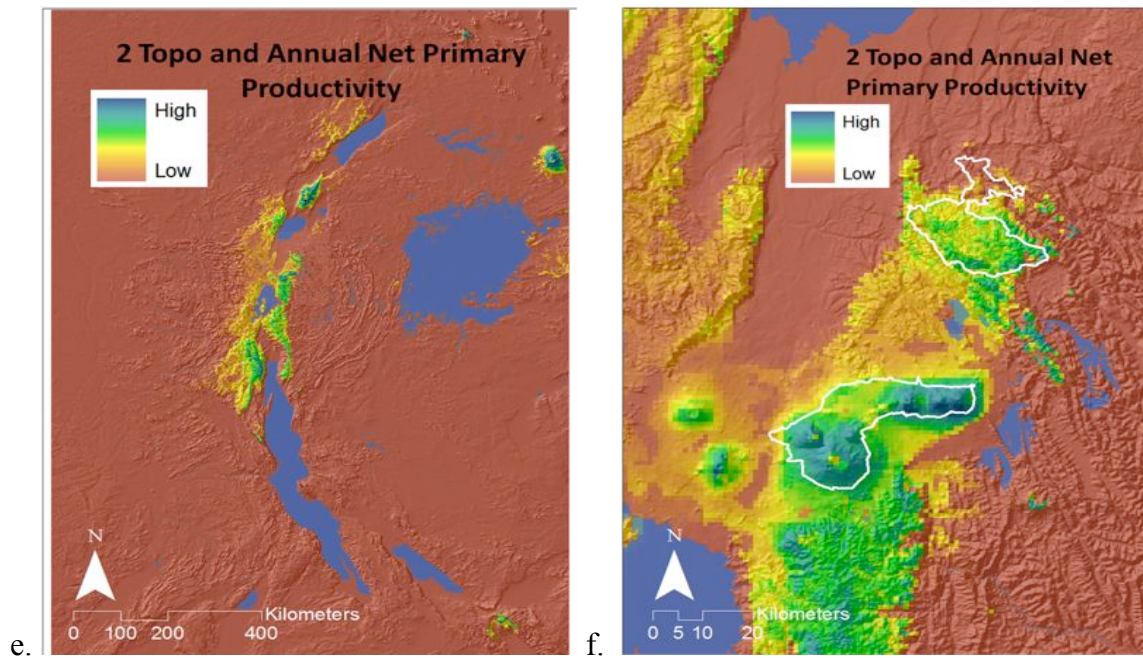 2 Topo and Annual Net Primary
Productivity
High
Low
N
Kilometers
0 100 200 400
e.
2 Topo and Annual Net
Primary Productivity
High
Low
N
Kilometers
0 5 10 20
f.